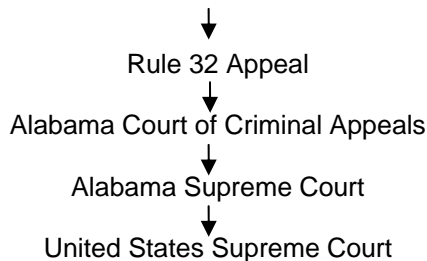 Rule 32 Appeal
Alabama Court of Criminal Appeals
Alabama Supreme Court
United States Supreme Court